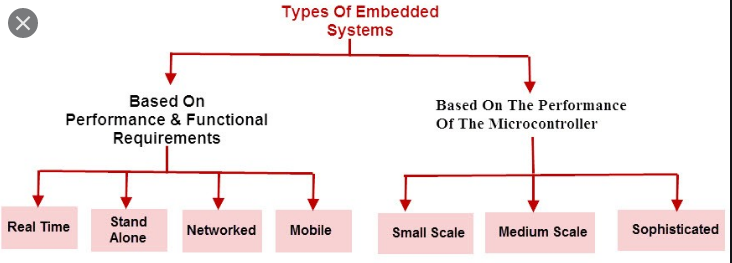 Types Of Embedded
Systems
Based On
Performance & Functional
Requirements
Based On The Performance
Of The Microcontroller
Real Time
Stand
Alone
Networked
Mobile
Small Scale
Medium Scale
Sophisticated